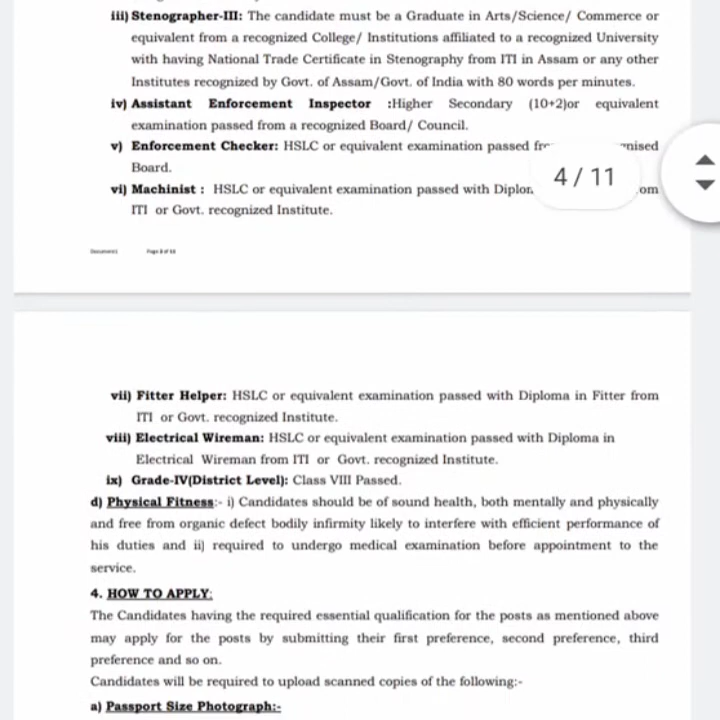 iii) Stenographer-III: The candidate must be a Graduate in Arts/Science/ Commerce or
equivalent from a recognized College/ Institutions affiliated to a recognized University
with having National Trade Certificate in Stenography from ITI in Assam or any other
Institutes recognized by Govt. of Assam/Govt. of India with 80 words per minutes.
iv) Assistant Enforcement Inspector :Higher Secondary (10+2)or equivalent
examination passed from a recognized Board/ Council.
v) Enforcement Checker: HSLC or equivalent examination passed
Board.
4 / 11
vi) Machinist : HSLC or equivalent examination passed with
ITI or Govt. recognized Institute.
vii) Fitter Helper: HSLC or equivalent examination passed with Diploma in Fitter from
ITI or Govt. recognized Institute.
viii) Electrical Wireman: HSLC or equivalent examination passed with Diploma in
Electrical Wireman from ITI or Govt. recognized Institute.
ix) Grade-IV(District Level): Class VIII Passed.
d) Physical Fitness:- i) Candidates should be of sound health, both mentally and physically
and free from organic defect bodily infirmity likely to interfere with efficient performance of
his duties and ii) required to undergo medical examination before appointment to the
service.
4. HOW TO APPLY:
The Candidates having the required essential qualification for the posts as mentioned above
may apply for the posts by submitting their first preference, second preference, third
preference and so on.
Candidates will be required to upload scanned copies of the following:-
a) Passport Size Photograph:-